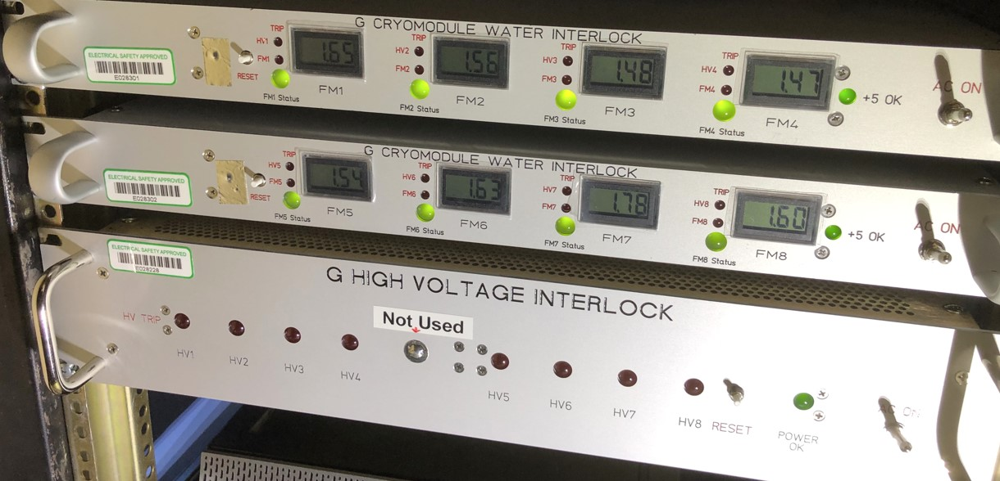 G CRYOMODULE WATER INTERLOCK
ELECTRICAL SAFETY APPROVED
E028301
RESET
TRIP
HV1
FM1
FM1 Status
1.65
FM1
TRIP
HV2
FM2
FM2 Status
1.56
FM2
TRIP
HV3
FM3
FM3 Status
1.48
FM3
TRIP
HV4
FM4
FM4 Status
1.47
FM4
+5 OK
AC ON
G CRYOMODULE WATER INTERLOCK
ELECTRICAL SAFETY APPROVED
E028302
RESET
TRIP
HV5
FM5
FM5 Status
1.54
FM5
TRIP
HV6
FM6
FM6 Status
1.63
FM6
TRIP
HV7
FM7
FM7 Status
1.78
FM7
TRIP
HV8
FM8
FM8 Status
1.60
FM8
+5 OK
AC ON
ELECTRICAL SAFETY APPROVED
E028226
G HIGH VOLTAGE INTERLOCK
Not Used
HV TRIP
HV1
HV2
HV3
HV4
HV5
HV6
HV7
HV8
RESET
POWER
OK
AC ON